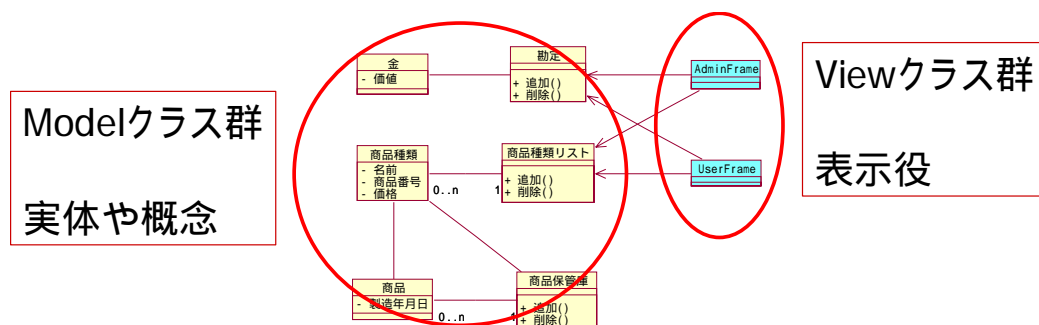 Modelクラス群
実体や概念
金
- 価値
勘定
+ 追加()
+ 削除()
商品種類
- 名前
- 商品番号
- 価格
0..n
1
商品種類リスト
+ 追加()
+ 削除()
商品
- 製造年月日
0..n
1
商品保管庫
+ 追加()
+ 削除()
AdminFrame
UserFrame
Viewクラス群
表示役